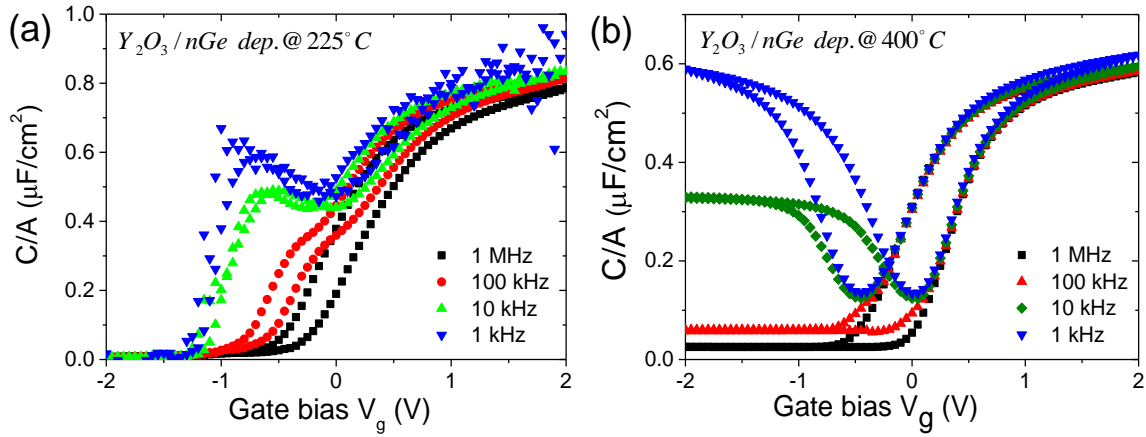 (a)
Y₂O₃/nGe dep.@225°C
1.0
0.8
0.6
0.4
0.2
0.0
C/A (μF/cm²)
1 MHz
100 kHz
10 kHz
1 kHz
-2 -1 0 1 2
Gate bias V_g (V)
(b)
Y₂O₃/nGe dep.@400°C
0.6
0.4
0.2
0.0
C/A (μF/cm²)
1 MHz
100 kHz
10 kHz
1 kHz
-2 -1 0 1 2
Gate bias V_g (V)